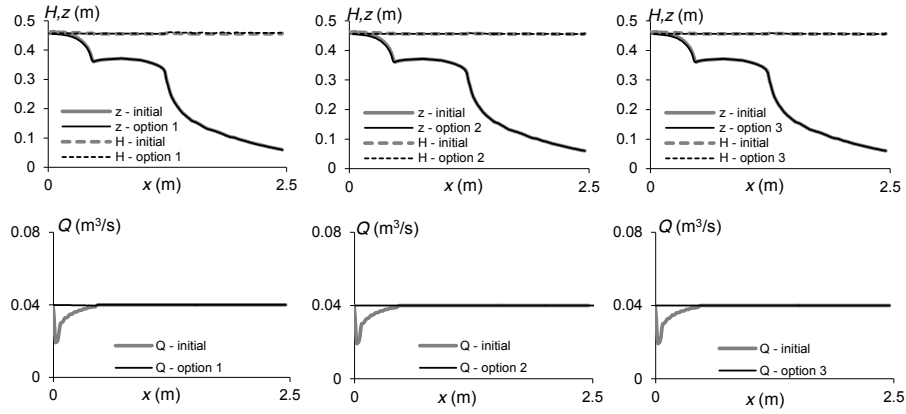 H,z (m)
0.5
0.4
0.3
0.2
0.1
0
z - initial
z - option 1
H - initial
H - option 1
0
x (m)
2.5
H,z (m)
0.5
0.4
0.3
0.2
0.1
0
z - initial
z - option 2
H - initial
H - option 2
0
x (m)
2.5
H,z (m)
0.5
0.4
0.3
0.2
0.1
0
z - initial
z - option 3
H - initial
H - option 3
0
x (m)
2.5
Q (m³/s)
0.08
0.04
0
Q - initial
Q - option 1
0
x (m)
2.5
Q (m³/s)
0.08
0.04
0
Q - initial
Q - option 2
0
x (m)
2.5
Q (m³/s)
0.08
0.04
0
Q - initial
Q - option 3
0
x (m)
2.5